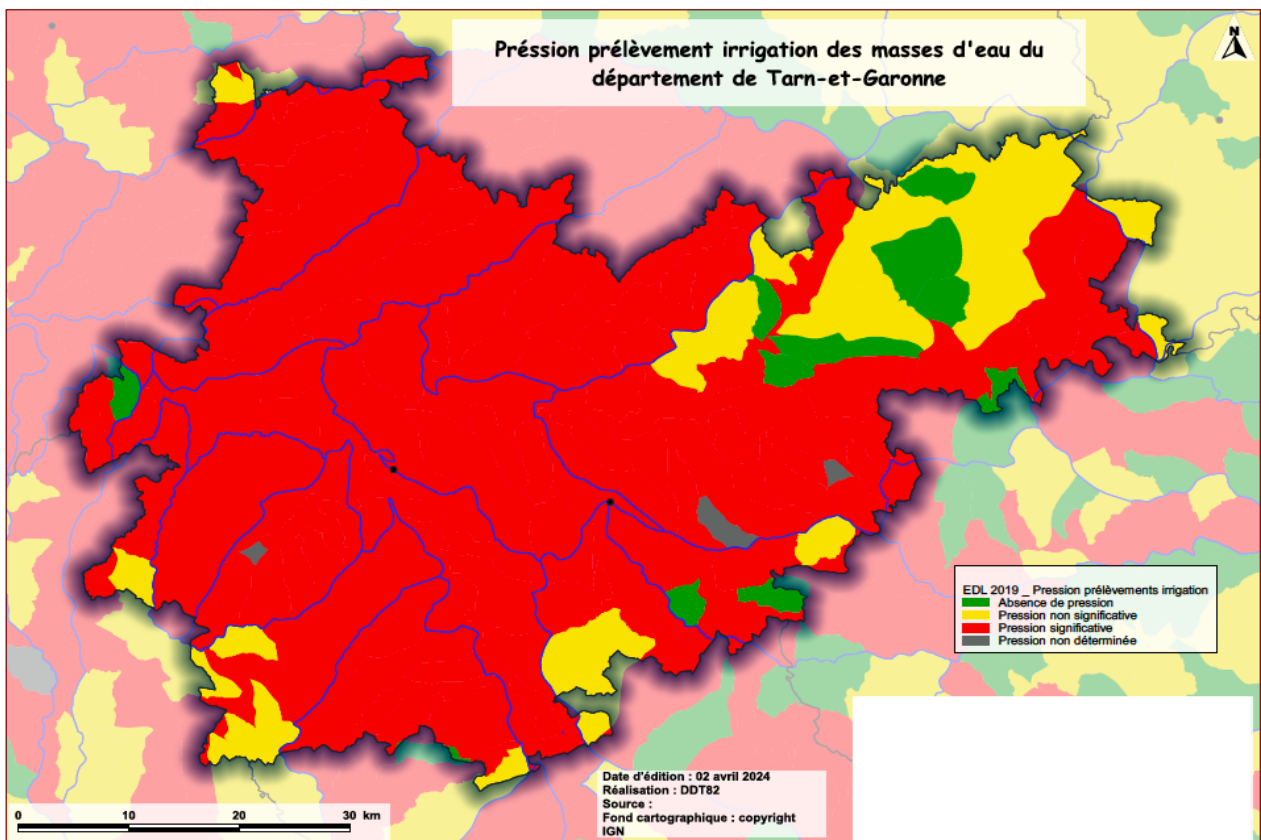 Préssion prélèvement irrigation des masses d'eau du
département de Tarn-et-Garonne
N
EDL 2019 _ Pression prélèvements irrigation
Absence de pression
Pression non significative
Pression significative
Pression non déterminée
Date d'édition : 02 avril 2024
Réalisation : DDT82
Source :
Fond cartographique : copyright
IGN
0 10 20 30 km